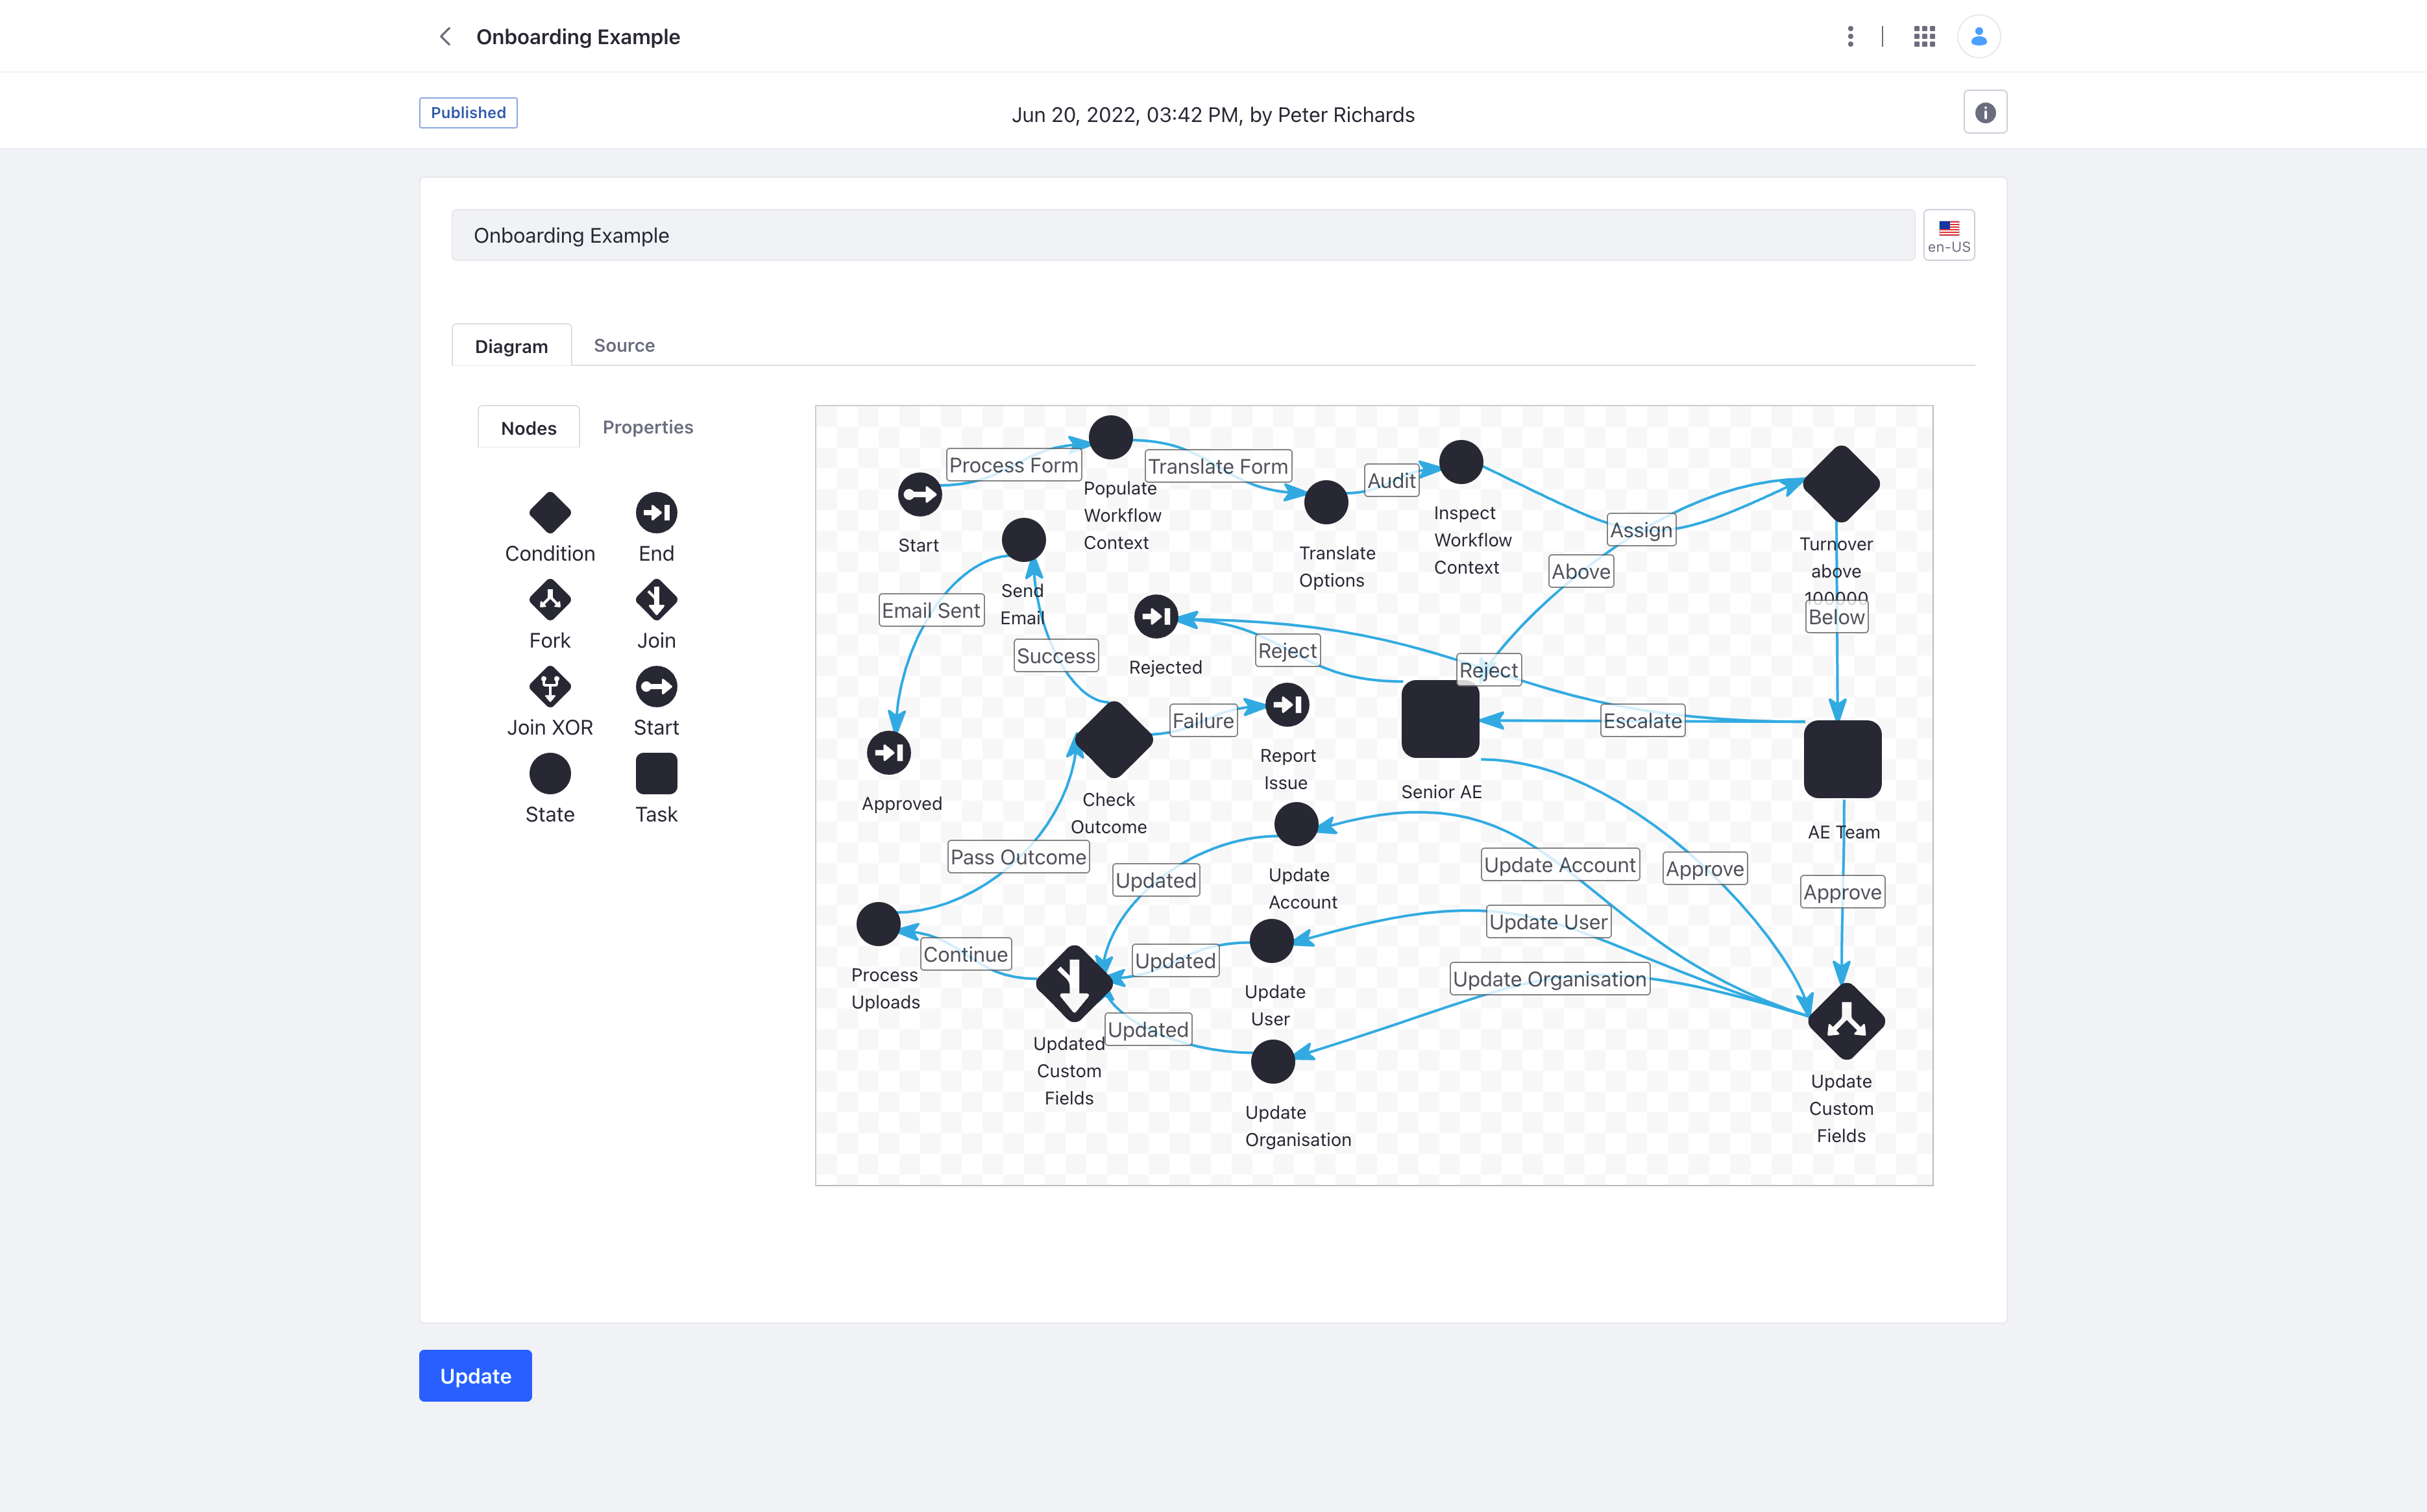 Onboarding Example
Published
Jun 20, 2022, 03:42 PM, by Peter Richards
Onboarding Example
en-US
Diagram
Source
Nodes
Properties
Condition
End
Fork
Join
Join XOR
Start
State
Task
Process Form
Translate Form
Audit
Populate
Workflow
Context
Start
Inspect
Workflow
Context
Assign
Translate
Options
Above
Turnover
above
100000
Below
Send
Email
Email Sent
Success
Rejected
Reject
Reject
Failure
Escalate
Report
Issue
Senior AE
Approved
Check
Outcome
AE Team
Pass Outcome
Updated
Update
Account
Update Account
Approve
Approve
Update User
Continue
Updated
Process
Uploads
Update
User
Update Organisation
Updated
Updated
Custom
Fields
Update
Organisation
Update
Custom
Fields
Update